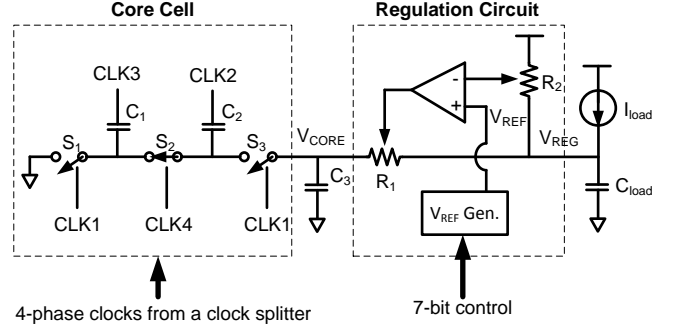 Core Cell
Regulation Circuit
CLK3
CLK2
C1
C2
S1
S2
S3
CLK1
CLK4
CLK1
VCORE
C3
R1
-
+
R2
VREF
VREG
VREF Gen.
Iload
Cload
4-phase clocks from a clock splitter
7-bit control